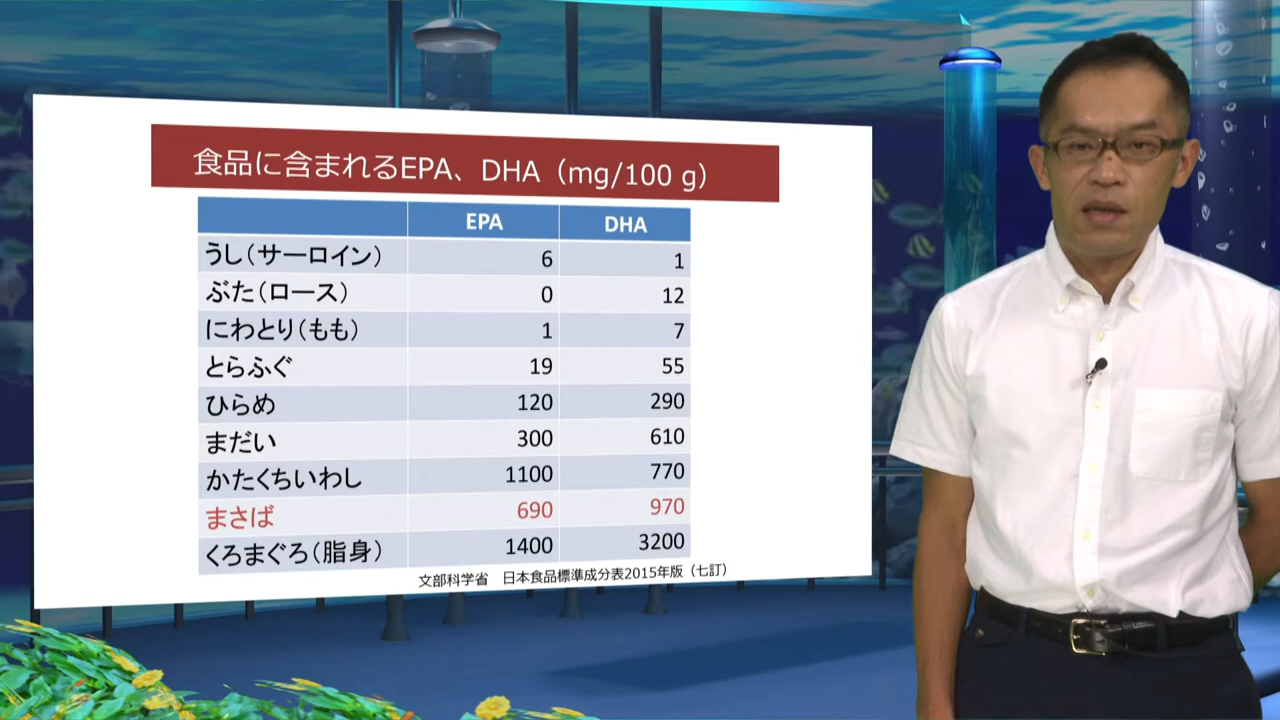 食品に含まれるEPA、DHA（mg/100 g）
EPA DHA
うし（サーロイン） 6 1
ぶた（ロース） 0 12
にわとり（もも） 1 7
とらふぐ 19 55
ひらめ 120 290
まだい 300 610
かたくちいわし 1100 770
まさば 690 970
くろまぐろ（脂身） 1400 3200
文部科学省　日本食品標準成分表2015年版（七訂）